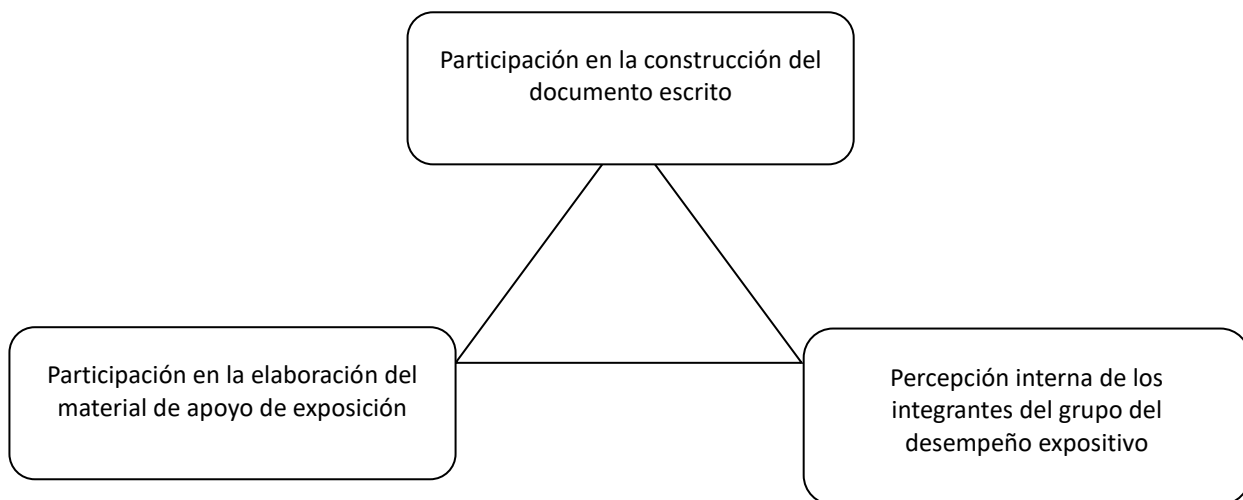 Participación en la construcción del
documento escrito
Participación en la elaboración del
material de apoyo de exposición
Percepción interna de los
integrantes del grupo del
desempeño expositivo